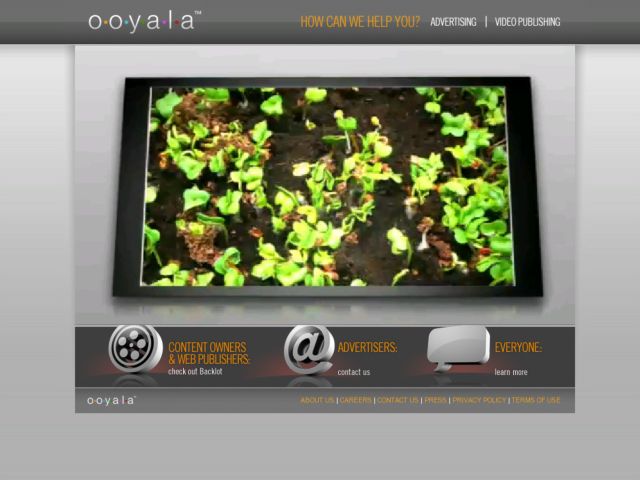 o·o·y·a·l·a™
HOW CAN WE HELP YOU? ADVERTISING | VIDEO PUBLISHING
CONTENT OWNERS
& WEB PUBLISHERS:
check out Backlot
@
ADVERTISERS:
contact us
EVERYONE:
learn more
o·o·y·a·l·a™
ABOUT US | CAREERS | CONTACT US | PRESS | PRIVACY POLICY | TERMS OF USE